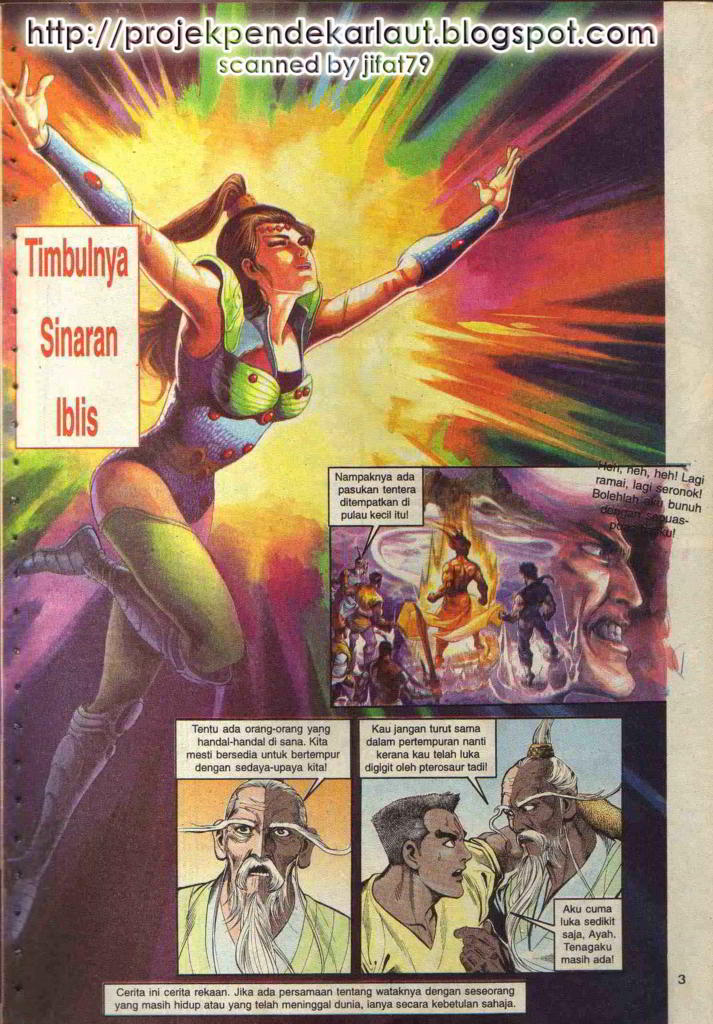 http://projekpendekarlaut.blogspot.com
scanned by jifat79
Timbulnya
Sinaran
Iblis
Nampaknya ada
pasukan tentera
ditempatkan di
pulau kecil itu!
Heh, heh, heh! Lagi
ramai, lagi seronok!
Bolehlah aku bunuh
dengan sepuas-
Tentu ada orang-orang yang
handal-handal di sana. Kita
mesti bersedia untuk bertempur
dengan sedaya-upaya kita!
Kau jangan turut sama
dalam pertempuran nanti
kerana kau telah luka
digigit oleh pterosaur tadi!
Aku cuma
luka sedikit
saja, Ayah.
Tenagaku
masih ada!
Cerita ini cerita rekaan. Jika ada persamaan tentang wataknya dengan seseorang
yang masih hidup atau yang telah meninggal dunia, ianya secara kebetulan sahaja.
3